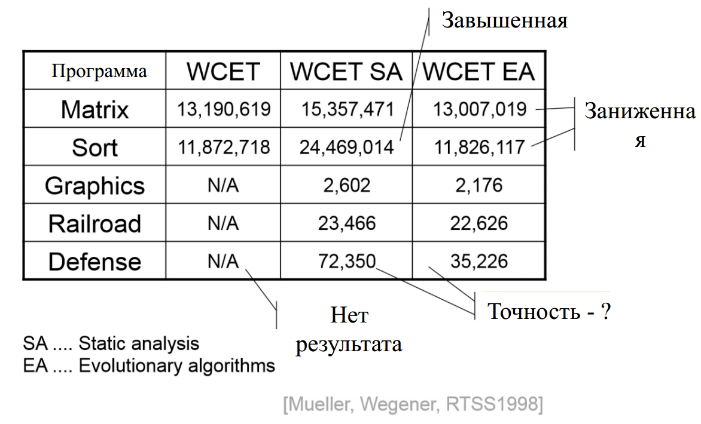 Завышенная
Программа WCET WCET SA WCET EA
Matrix 13,190,619 15,357,471 13,007,019
Sort 11,872,718 24,469,014 11,826,117
Graphics N/A 2,602 2,176
Railroad N/A 23,466 22,626
Defense N/A 72,350 35,226
Заниженна
я
Точность - ?
Нет
результата
SA .... Static analysis
EA .... Evolutionary algorithms
[Mueller, Wegener, RTSS1998]